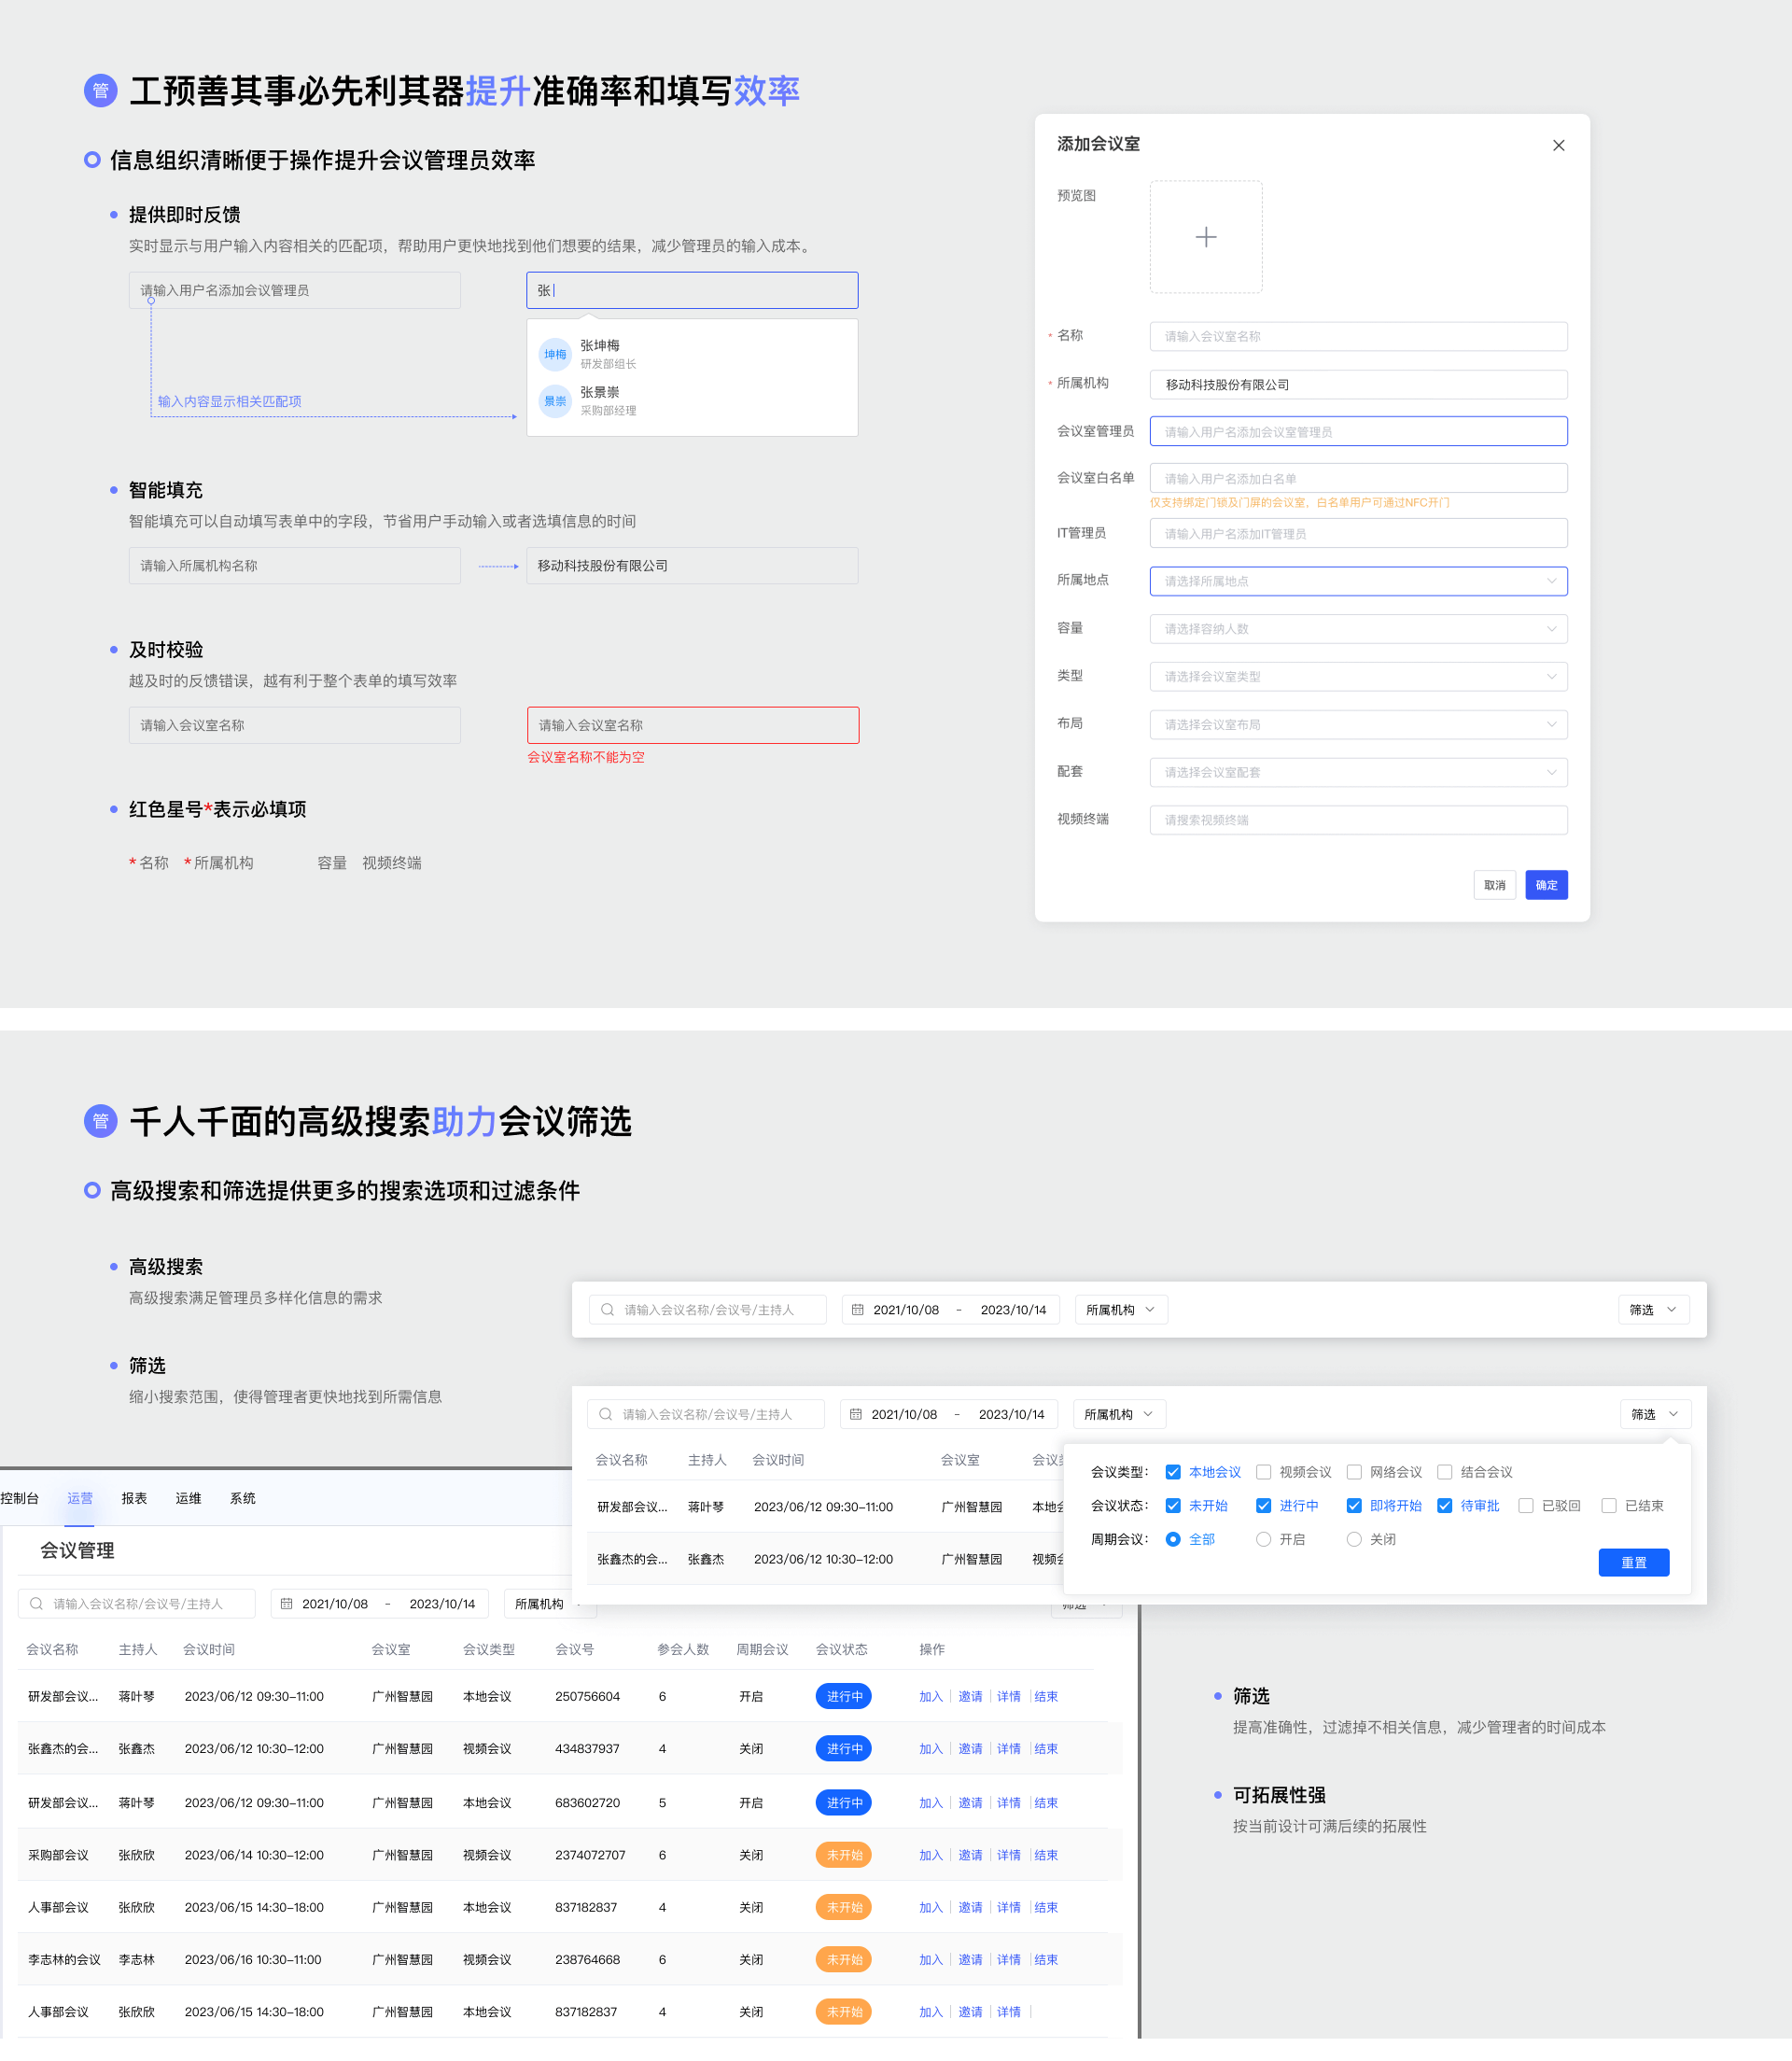 管 工预善其事必先利其器提升准确率和填写效率
信息组织清晰便于操作提升会议管理员效率
提供即时反馈
实时显示与用户输入内容相关的匹配项，帮助用户更快地找到他们想要的结果，减少管理员的输入成本。
请输入用户名添加会议管理员
张
坤梅 张坤梅
研发部组长
景崇 张景崇
采购部经理
输入内容显示相关匹配项
智能填充
智能填充可以自动填写表单中的字段，节省用户手动输入或者选填信息的时间
请输入所属机构名称
移动科技股份有限公司
及时校验
越及时的反馈错误，越有利于整个表单的填写效率
请输入会议室名称
请输入会议室名称
会议室名称不能为空
红色星号*表示必填项
* 名称 * 所属机构 容量 视频终端
添加会议室
预览图
* 名称 请输入会议室名称
* 所属机构 移动科技股份有限公司
会议室管理员 请输入用户名添加会议室管理员
会议室白名单 请输入用户名添加白名单
仅支持绑定门锁及门屏的会议室，白名单用户可通过NFC开门
IT管理员 请输入用户名添加IT管理员
所属地点 请选择所属地点
容量 请选择容纳人数
类型 请选择会议室类型
布局 请选择会议室布局
配套 请选择会议室配套
视频终端 请搜索视频终端
取消 确定
管 千人千面的高级搜索助力会议筛选
高级搜索和筛选提供更多的搜索选项和过滤条件
高级搜索
高级搜索满足管理员多样化信息的需求
筛选
缩小搜索范围，使得管理者更快地找到所需信息
请输入会议名称/会议号/主持人 2021/10/08 - 2023/10/14 所属机构 筛选
请输入会议名称/会议号/主持人 2021/10/08 - 2023/10/14 所属机构 筛选
会议名称 主持人 会议时间 会议室 会议类
研发部会议... 蒋叶琴 2023/06/12 09:30-11:00 广州智慧园 本地会
张鑫杰的会... 张鑫杰 2023/06/12 10:30-12:00 广州智慧园 视频会
会议类型： 本地会议 视频会议 网络会议 结合会议
会议状态： 未开始 进行中 即将开始 待审批 已驳回 已结束
周期会议： 全部 开启 关闭
重置
控制台 运营 报表 运维 系统
会议管理
请输入会议名称/会议号/主持人 2021/10/08 - 2023/10/14 所属机构 筛选
会议名称 主持人 会议时间 会议室 会议类型 会议号 参会人数 周期会议 会议状态 操作
研发部会议... 蒋叶琴 2023/06/12 09:30-11:00 广州智慧园 本地会议 250756604 6 开启 进行中 加入 邀请 详情 结束
张鑫杰的会... 张鑫杰 2023/06/12 10:30-12:00 广州智慧园 视频会议 434837937 4 关闭 进行中 加入 邀请 详情 结束
研发部会议... 蒋叶琴 2023/06/12 09:30-11:00 广州智慧园 本地会议 683602720 5 开启 进行中 加入 邀请 详情 结束
采购部会议 张欣欣 2023/06/14 10:30-12:00 广州智慧园 视频会议 2374072707 6 关闭 未开始 加入 邀请 详情 结束
人事部会议 张欣欣 2023/06/15 14:30-18:00 广州智慧园 本地会议 837182837 4 关闭 未开始 加入 邀请 详情 结束
李志林的会议 李志林 2023/06/16 10:30-11:00 广州智慧园 视频会议 238764668 6 关闭 未开始 加入 邀请 详情 结束
人事部会议 张欣欣 2023/06/15 14:30-18:00 广州智慧园 本地会议 837182837 4 关闭 未开始 加入 邀请 详情
筛选
提高准确性，过滤掉不相关信息，减少管理者的时间成本
可拓展性强
按当前设计可满后续的拓展性